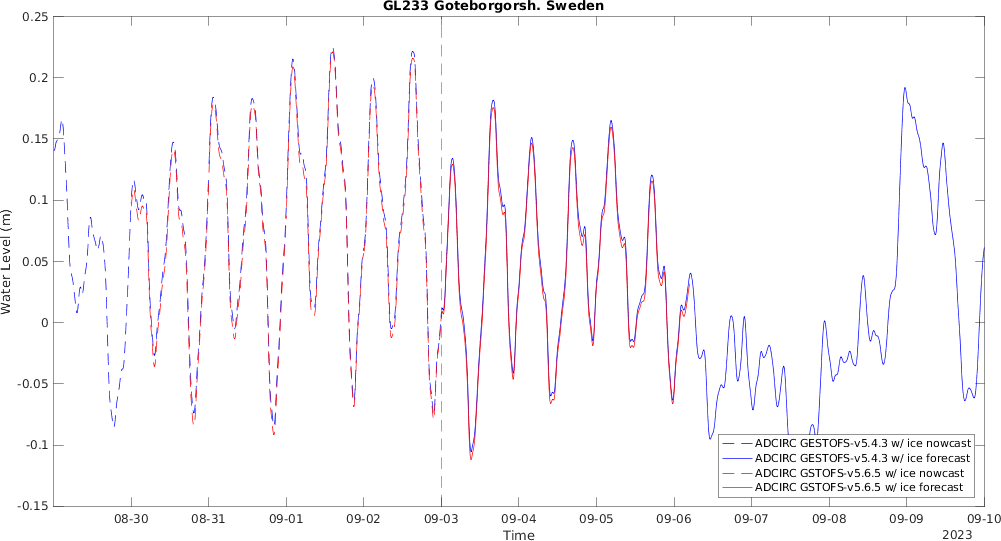 GL233 Goteborgorsh. Sweden
Water Level (m)
0.25
0.2
0.15
0.1
0.05
0
-0.05
-0.1
-0.15
ADCIRC GESTOFS-v5.4.3 w/ ice nowcast
ADCIRC GESTOFS-v5.4.3 w/ ice forecast
ADCIRC GSTOFS-v5.6.5 w/ ice nowcast
ADCIRC GSTOFS-v5.6.5 w/ ice forecast
08-30 08-31 09-01 09-02 09-03 09-04 09-05 09-06 09-07 09-08 09-09 09-10
Time
2023